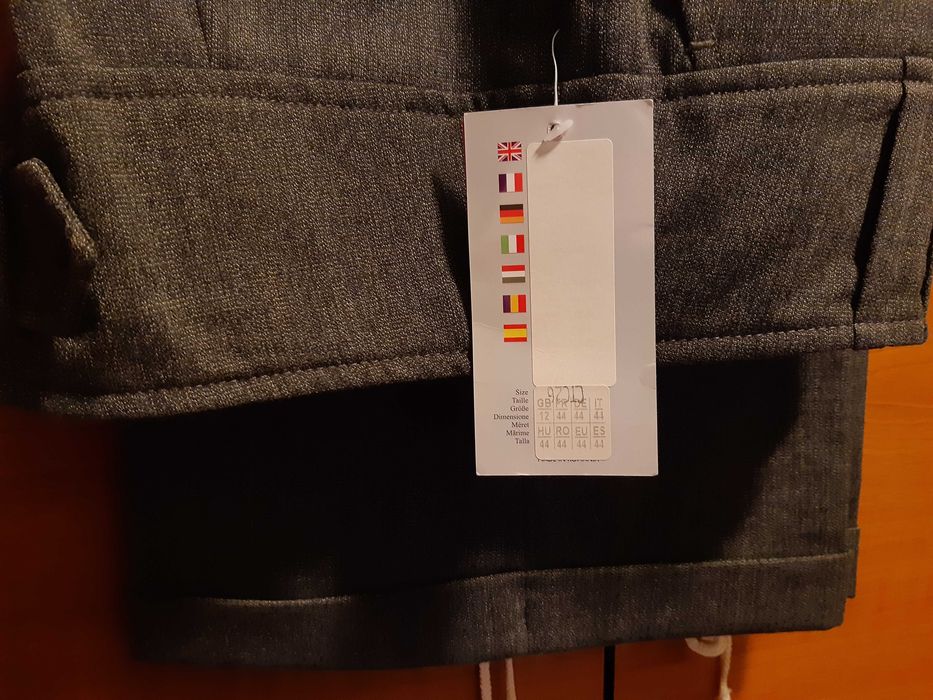 Size
Taille
Größe
Dimensione
Méret
Mărime
Talla
GB FR DE IT
12 44 44 44
HU RO EU ES
44 44 44 44